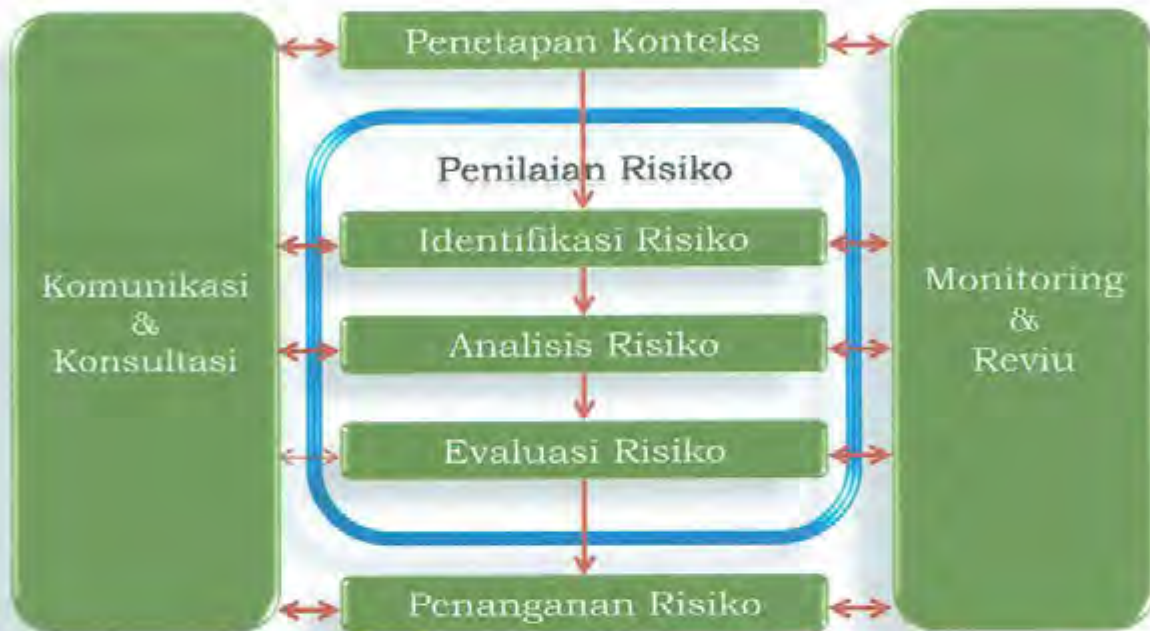 Penetapan Konteks
Penilaian Risiko
Identifikasi Risiko
Komunikasi
&
Konsultasi
Analisis Risiko
Monitoring
&
Reviu
Evaluasi Risiko
Penanganan Risiko